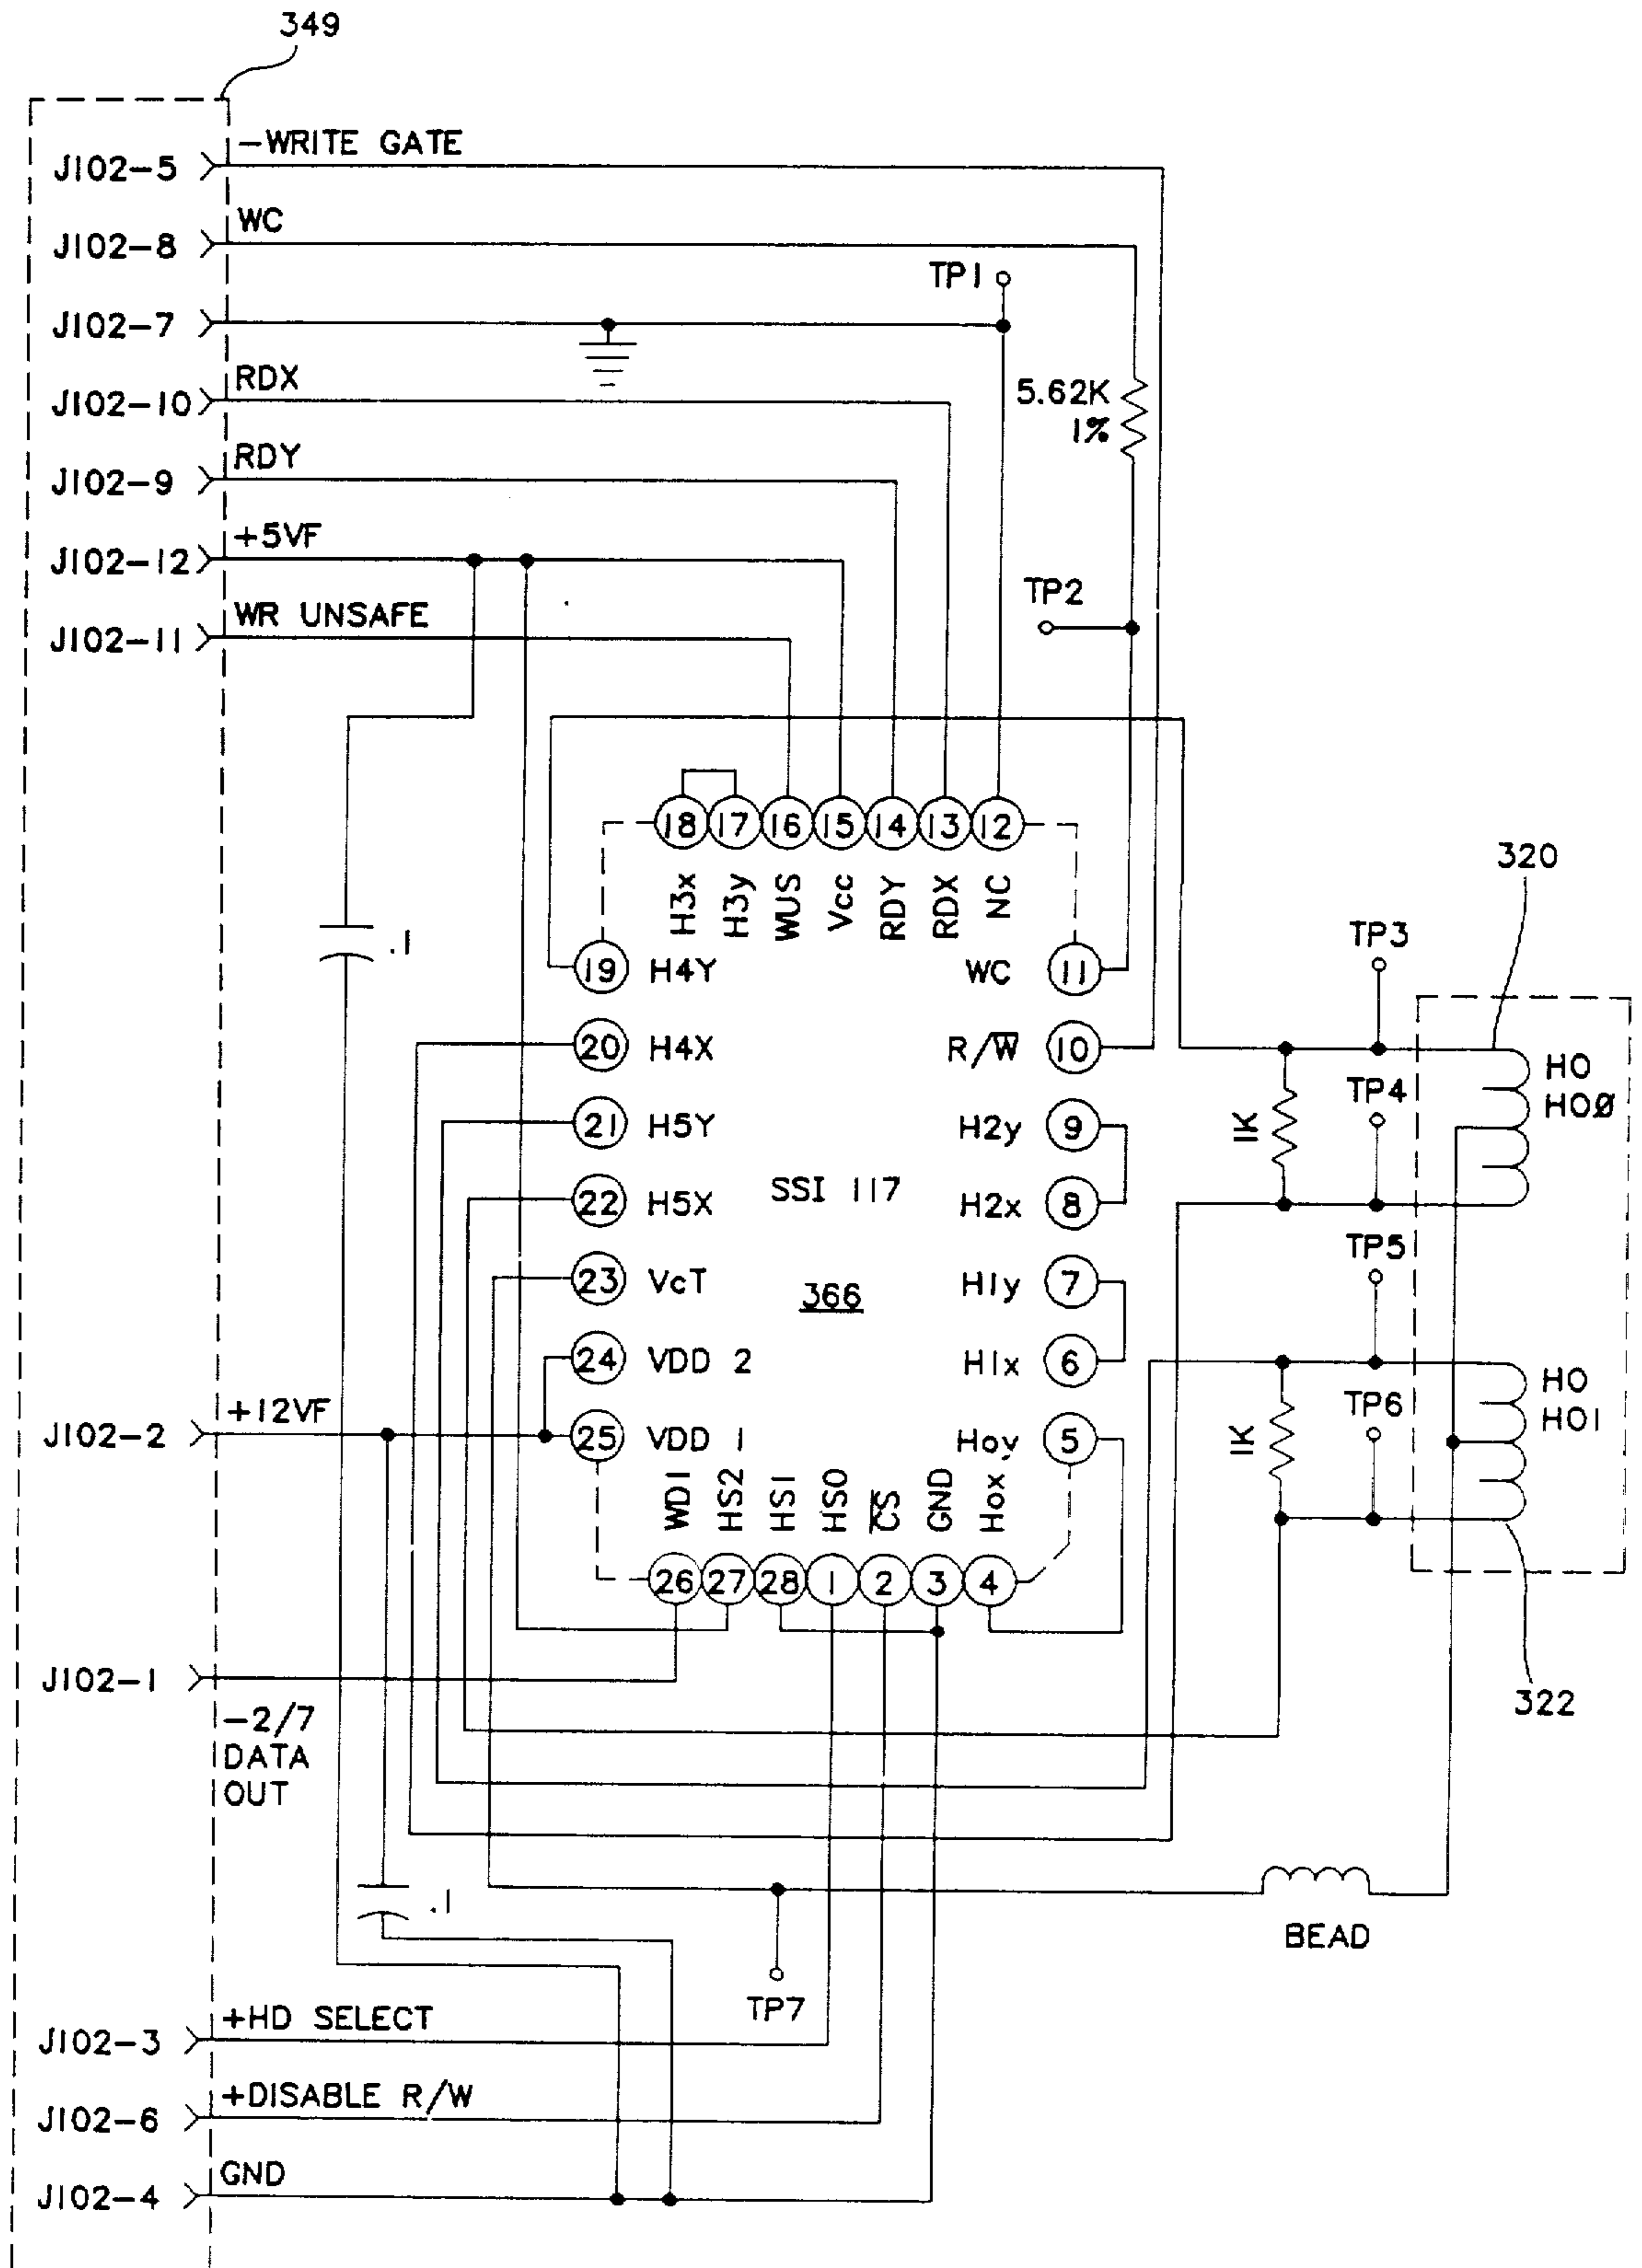 349
J102-5
-WRITE GATE
J102-8
WC
TP1
J102-7
J102-10
RDX
5.62K
1%
J102-9
RDY
J102-12
+5VF
TP2
J102-11
WR UNSAFE
18 17 16 15 14 13 12
H3x H3y WUS Vcc RDY RDX NC
320
TP3
.1
19 H4Y
WC 11
20 H4X
R/W̅ 10
HO
HOØ
TP4
1K
21 H5Y
H2y 9
SSI 117
22 H5X
H2x 8
TP5
23 VcT
366
H1y 7
24 VDD 2
H1x 6
HO
HO1
TP6
1K
J102-2
+12VF
25 VDD 1
Hoy 5
WD1 HS2 HS1 HS0 C̅S̅ GND Hox
26 27 28 1 2 3 4
J102-1
322
-2/7
DATA
OUT
.1
BEAD
TP7
J102-3
+HD SELECT
J102-6
+DISABLE R/W
J102-4
GND